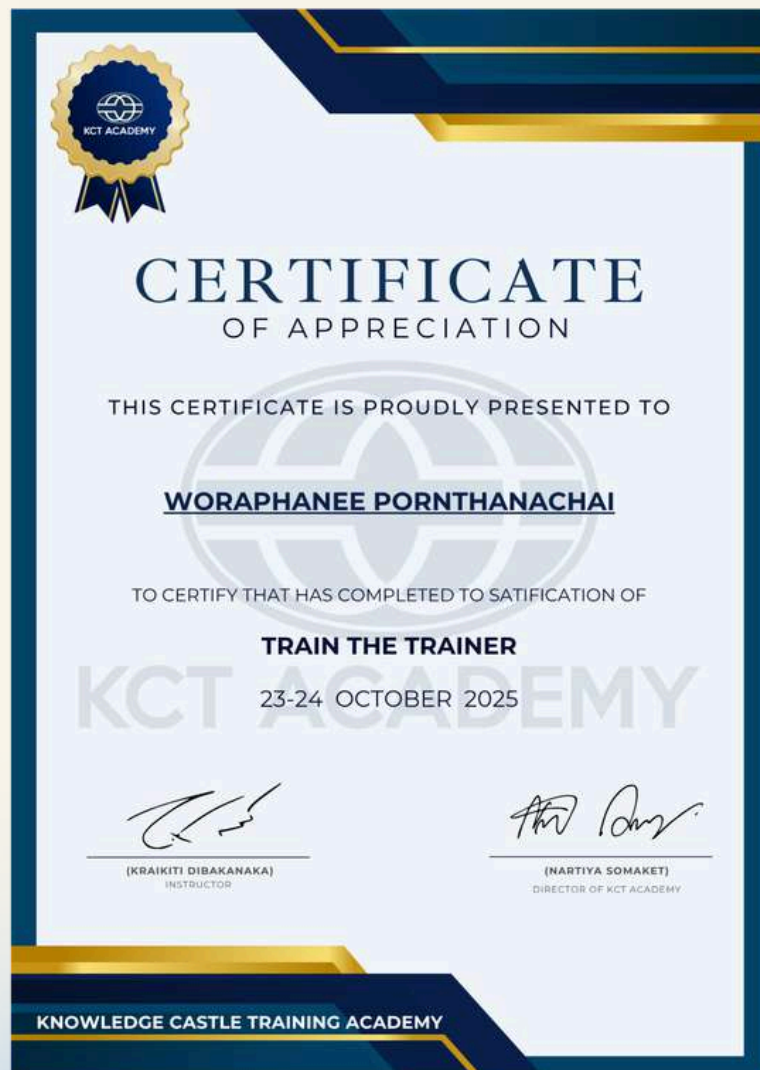 KCT ACADEMY
CERTIFICATE
OF APPRECIATION
THIS CERTIFICATE IS PROUDLY PRESENTED TO
WORAPHANEE PORNTHANACHAI
TO CERTIFY THAT HAS COMPLETED TO SATIFICATION OF
TRAIN THE TRAINER
KCT ACADEMY
23-24 OCTOBER 2025
(KRAIKITI DIBAKANAKA)
INSTRUCTOR
(NARTIYA SOMAKET)
DIRECTOR OF KCT ACADEMY
KNOWLEDGE CASTLE TRAINING ACADEMY